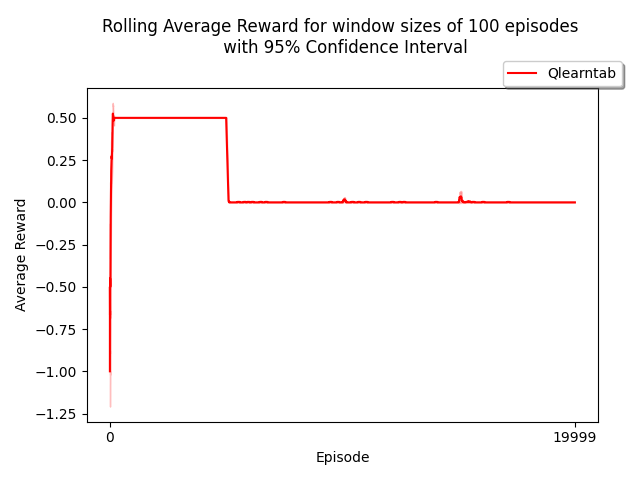 Rolling Average Reward for window sizes of 100 episodes
with 95% Confidence Interval
Qlearntab
0.50
0.25
0.00
−0.25
−0.50
−0.75
−1.00
−1.25
Average Reward
0
19999
Episode